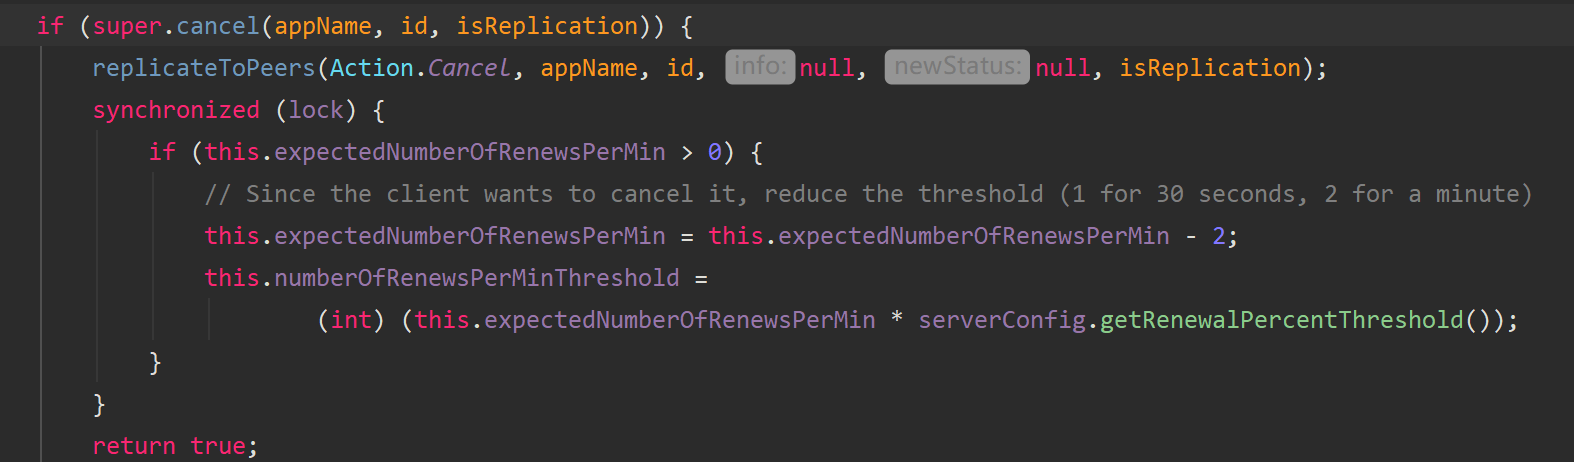 if (super.cancel(appName, id, isReplication)) {
replicateToPeers(Action.Cancel, appName, id, info: null, newStatus: null, isReplication);
synchronized (lock) {
if (this.expectedNumberOfRenewsPerMin > 0) {
// Since the client wants to cancel it, reduce the threshold (1 for 30 seconds, 2 for a minute)
this.expectedNumberOfRenewsPerMin = this.expectedNumberOfRenewsPerMin - 2;
this.numberOfRenewsPerMinThreshold =
(int) (this.expectedNumberOfRenewsPerMin * serverConfig.getRenewalPercentThreshold());
}
}
return true;